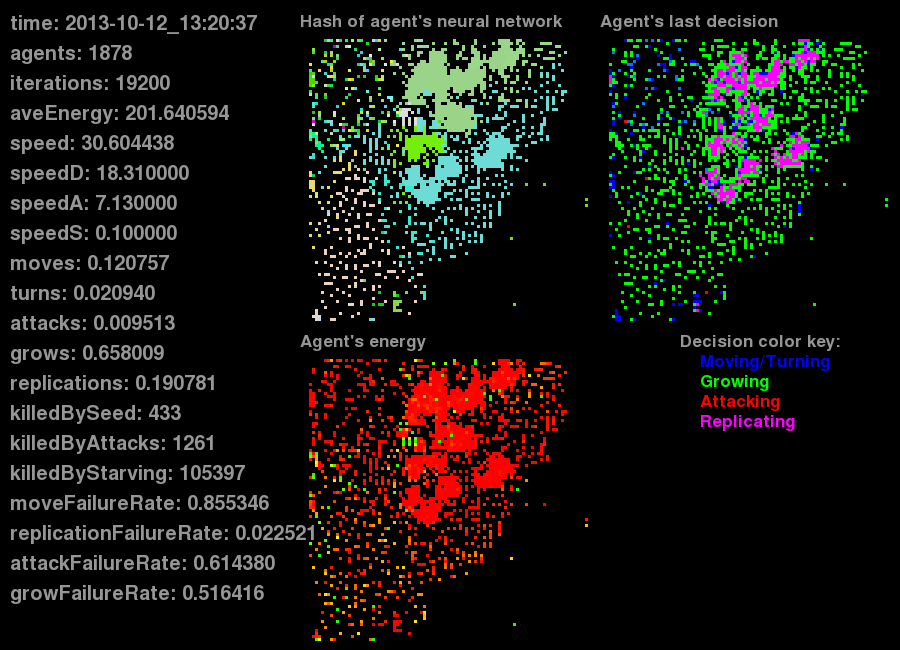 time: 2013-10-12_13:20:37
agents: 1878
iterations: 19200
aveEnergy: 201.640594
speed: 30.604438
speedD: 18.310000
speedA: 7.130000
speedS: 0.100000
moves: 0.120757
turns: 0.020940
attacks: 0.009513
grows: 0.658009
replications: 0.190781
killedBySeed: 433
killedByAttacks: 1261
killedByStarving: 105397
moveFailureRate: 0.855346
replicationFailureRate: 0.022521
attackFailureRate: 0.614380
growFailureRate: 0.516416
Hash of agent's neural network
Agent's last decision
Agent's energy
Decision color key:
Moving/Turning
Growing
Attacking
Replicating